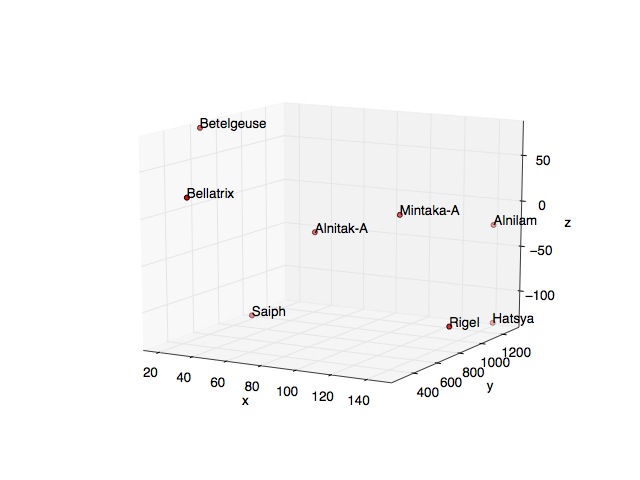 Betelgeuse
Bellatrix
Mintaka-A
Alnilam
Alnitak-A
Saiph
Rigel
Hatsya
50
0
−50
−100
z
20
40
60
80
100
120
140
x
400
600
800
1000
1200
y